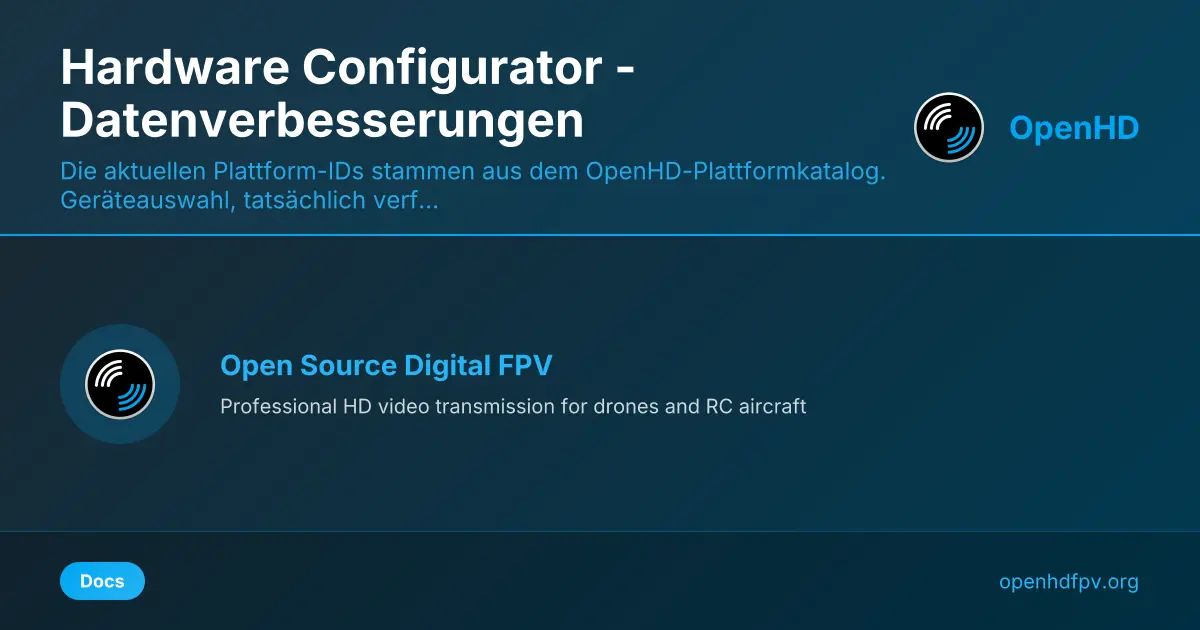 Hardware Configurator -
Datenverbesserungen
Die aktuellen Plattform-IDs stammen aus dem OpenHD-Plattformkatalog.
Geräteauswahl, tatsächlich verf...
OpenHD
Open Source Digital FPV
Professional HD video transmission for drones and RC aircraft
Docs
openhdfpv.org